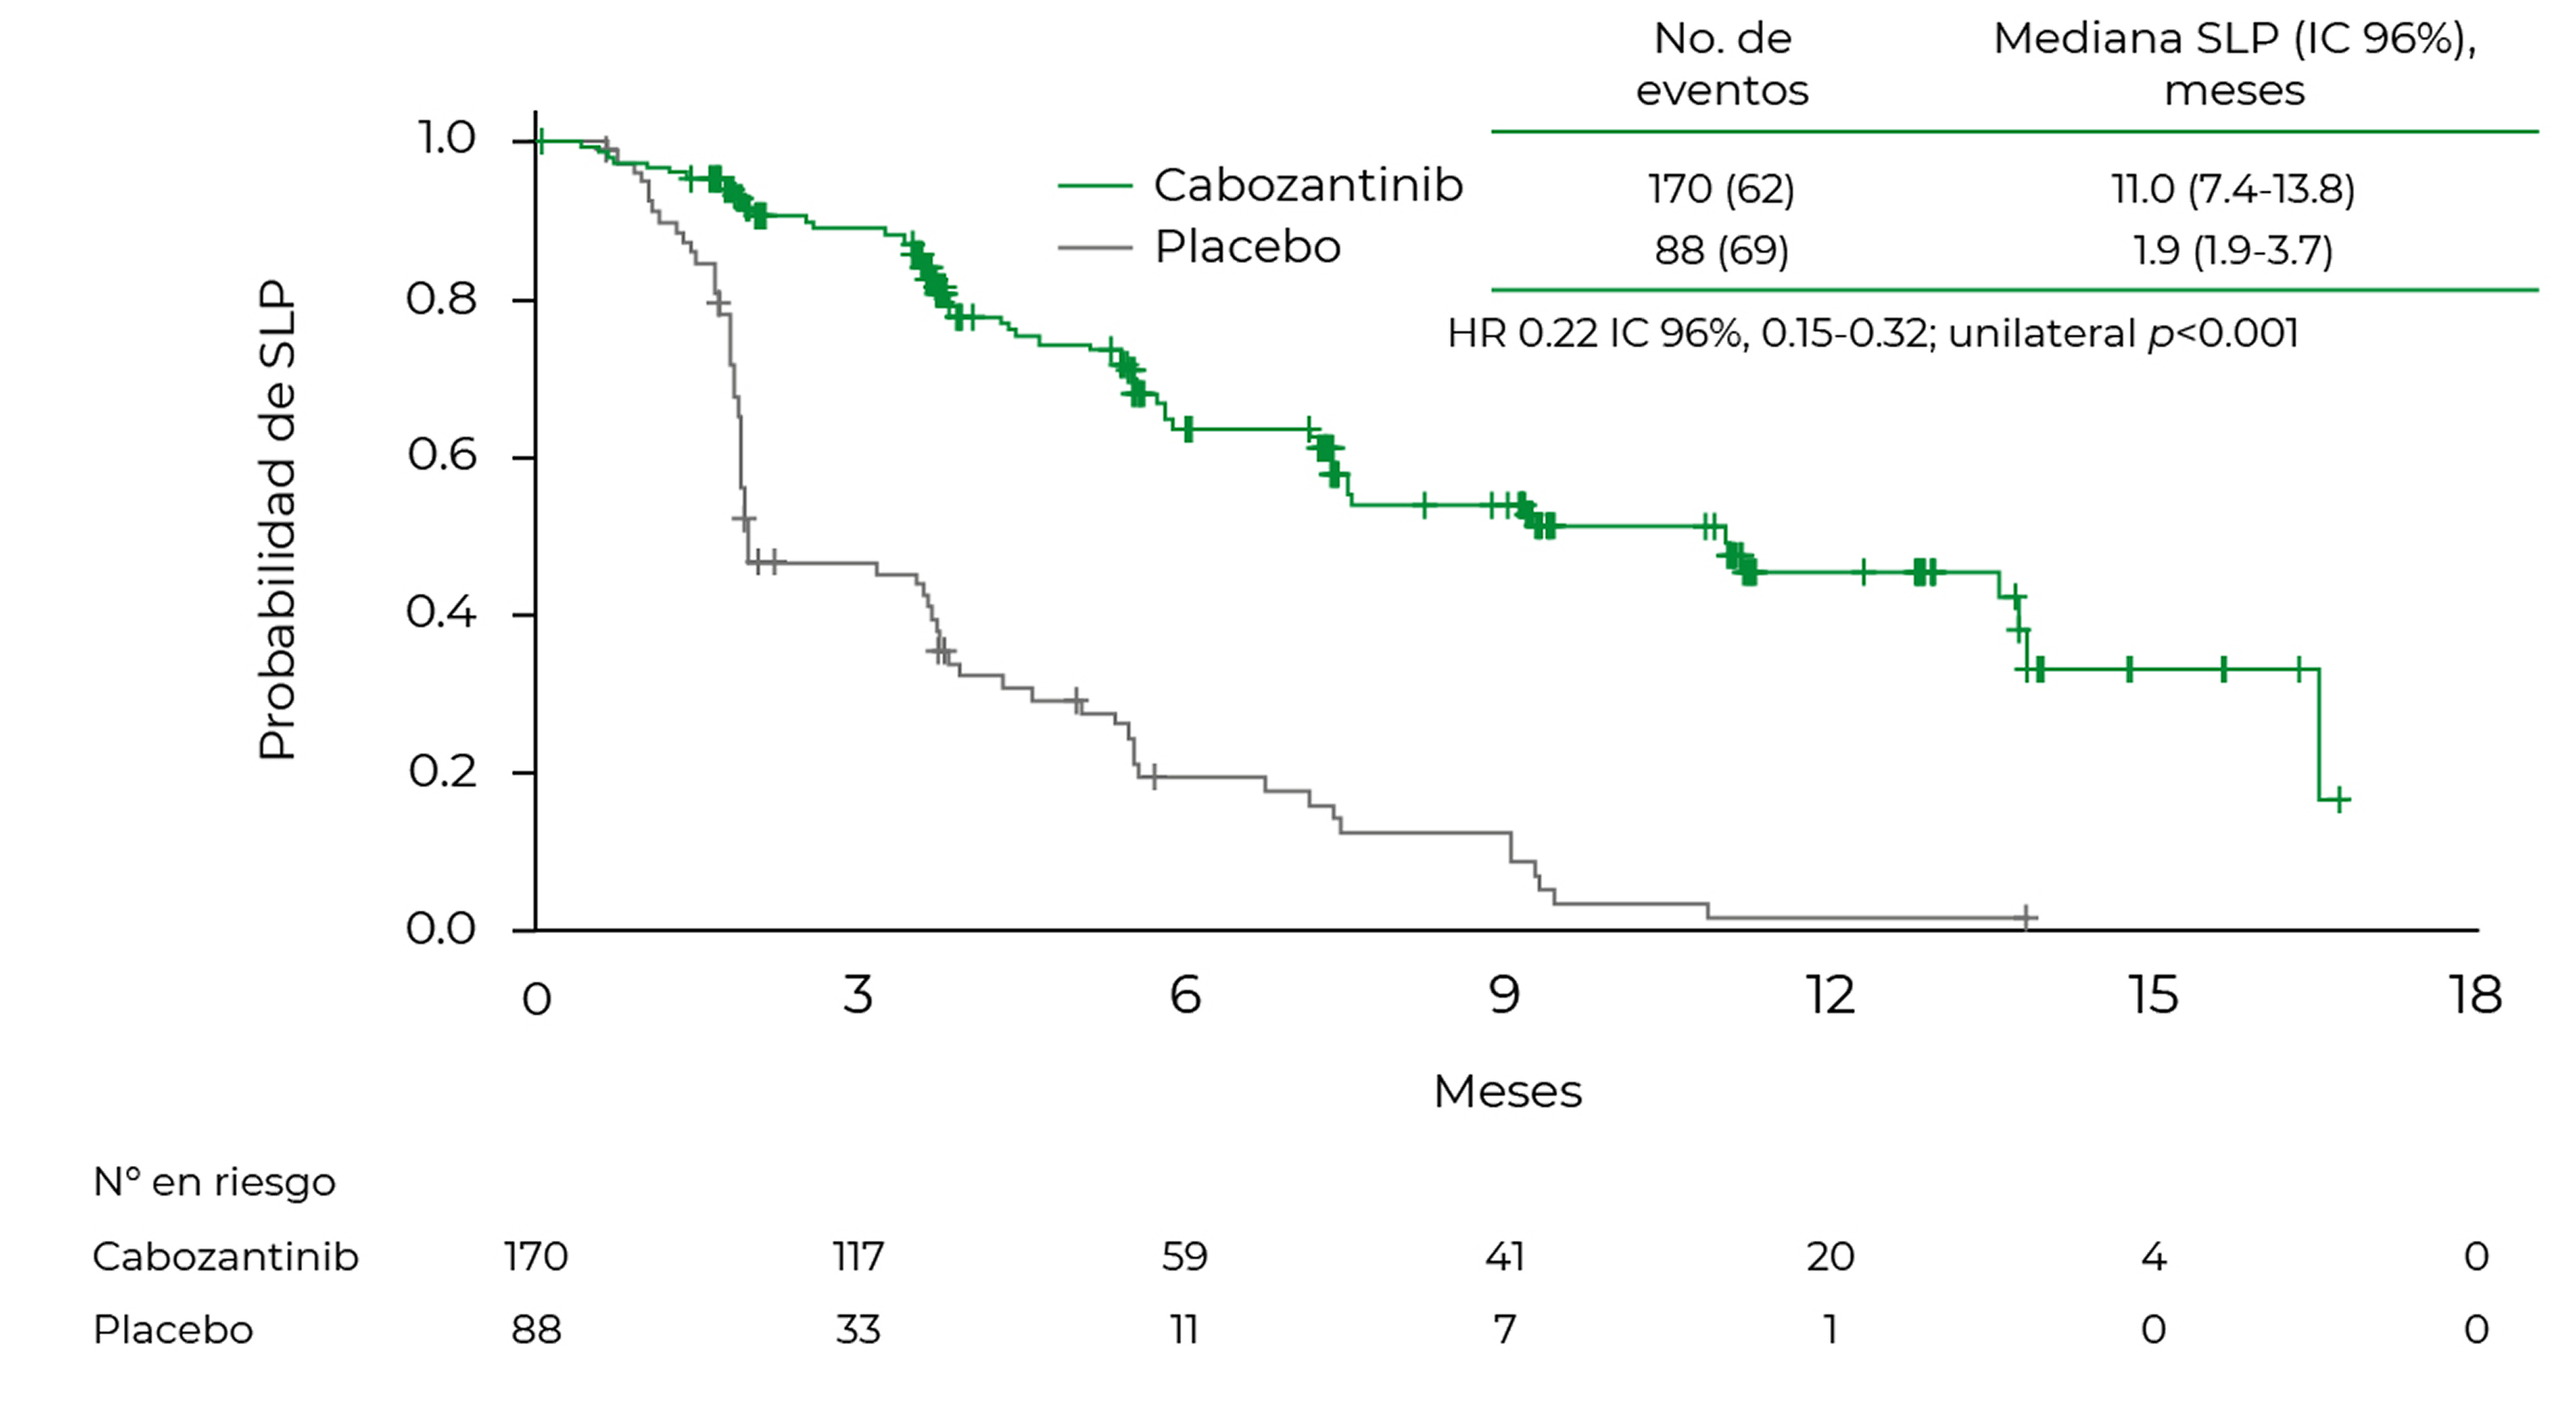 No. de eventos
Mediana SLP (IC 96%), meses
Cabozantinib 170 (62) 11.0 (7.4-13.8)
Placebo 88 (69) 1.9 (1.9-3.7)
HR 0.22 IC 96%, 0.15-0.32; unilateral p<0.001
Probabilidad de SLP
1.0
0.8
0.6
0.4
0.2
0.0
0 3 6 9 12 15 18
Meses
N° en riesgo
Cabozantinib 170 117 59 41 20 4 0
Placebo 88 33 11 7 1 0 0